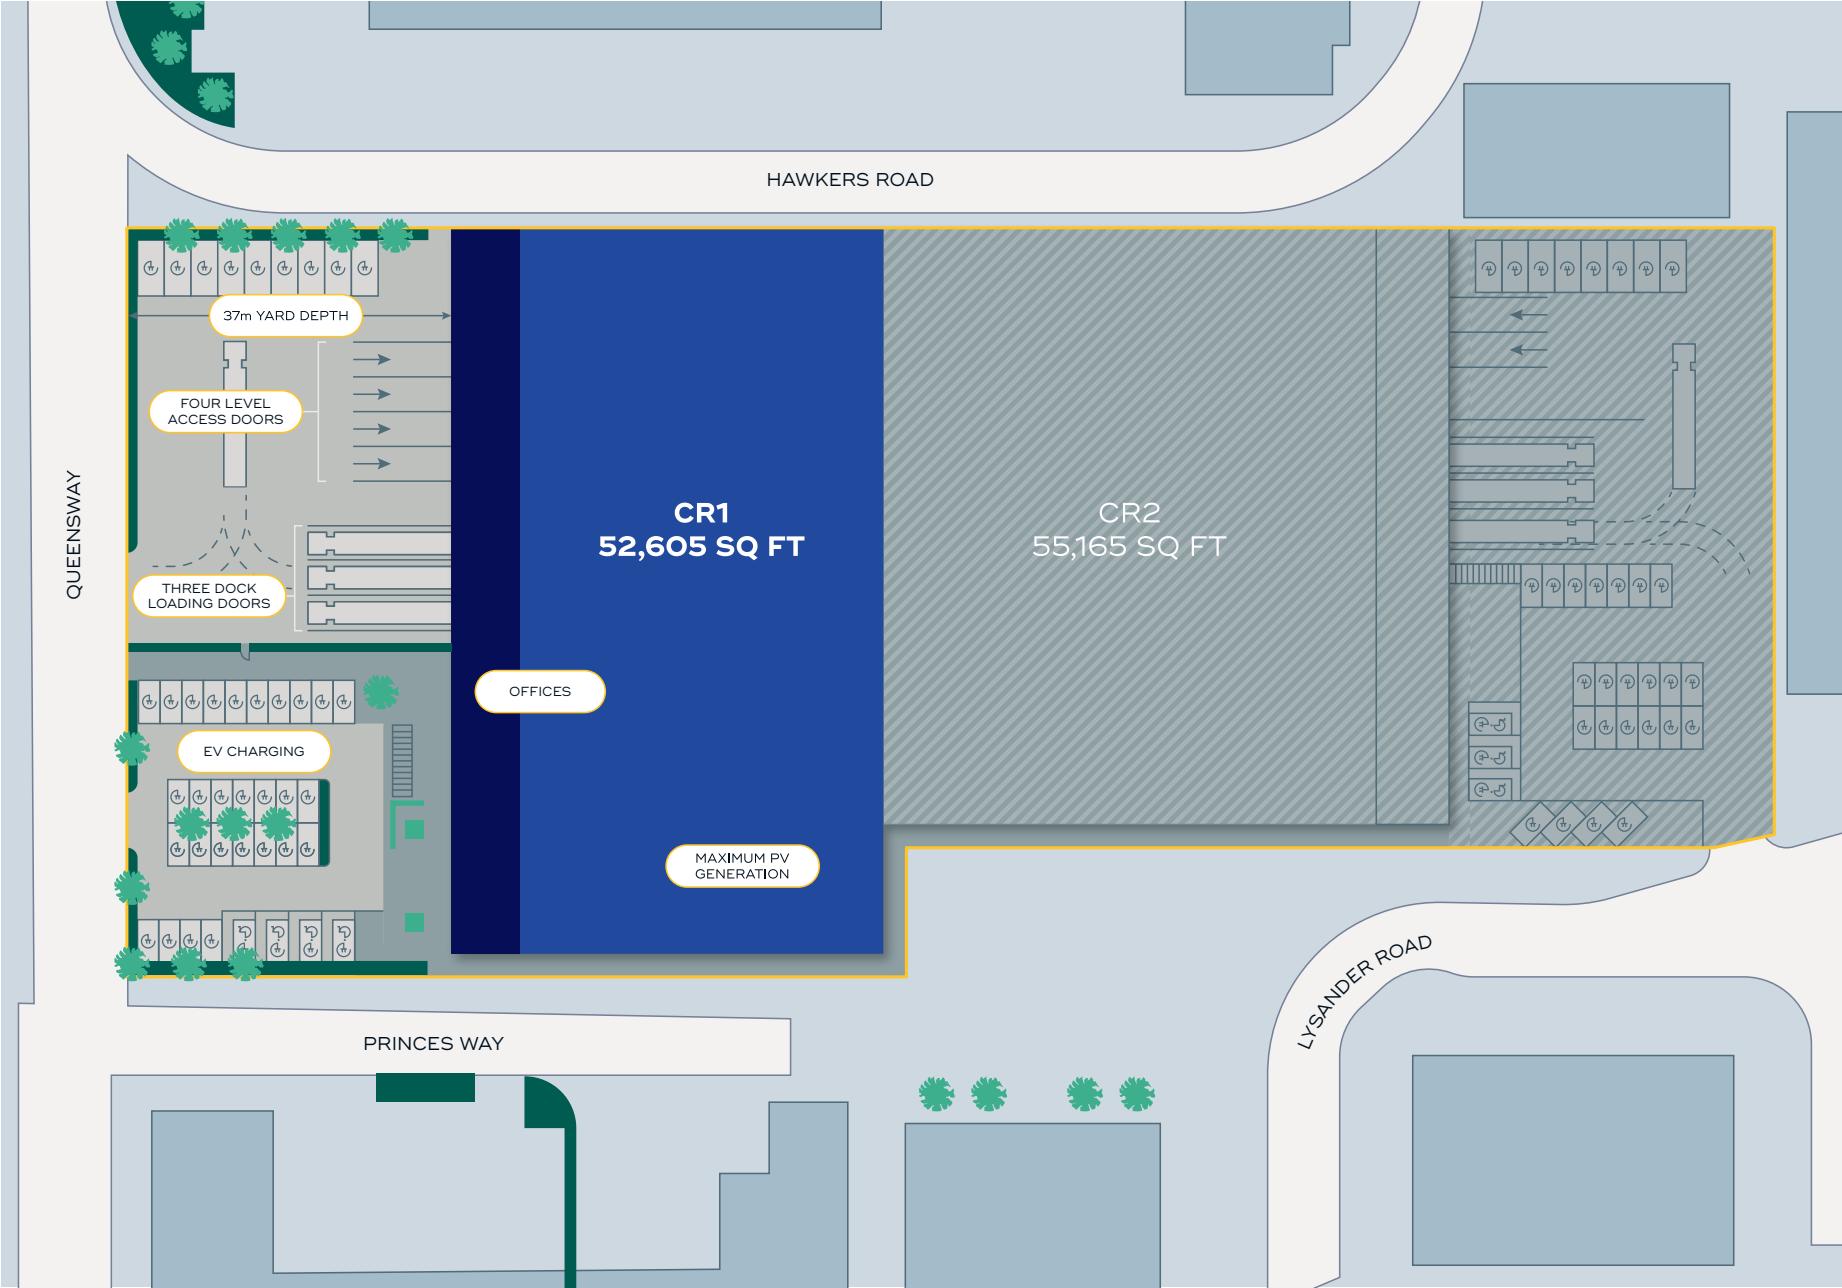 HAWKERS ROAD
37m YARD DEPTH
FOUR LEVEL
ACCESS DOORS
QUEENSWAY
CR1
52,605 SQ FT
CR2
55,165 SQ FT
THREE DOCK
LOADING DOORS
OFFICES
EV CHARGING
MAXIMUM PV
GENERATION
LYSANDER ROAD
PRINCES WAY